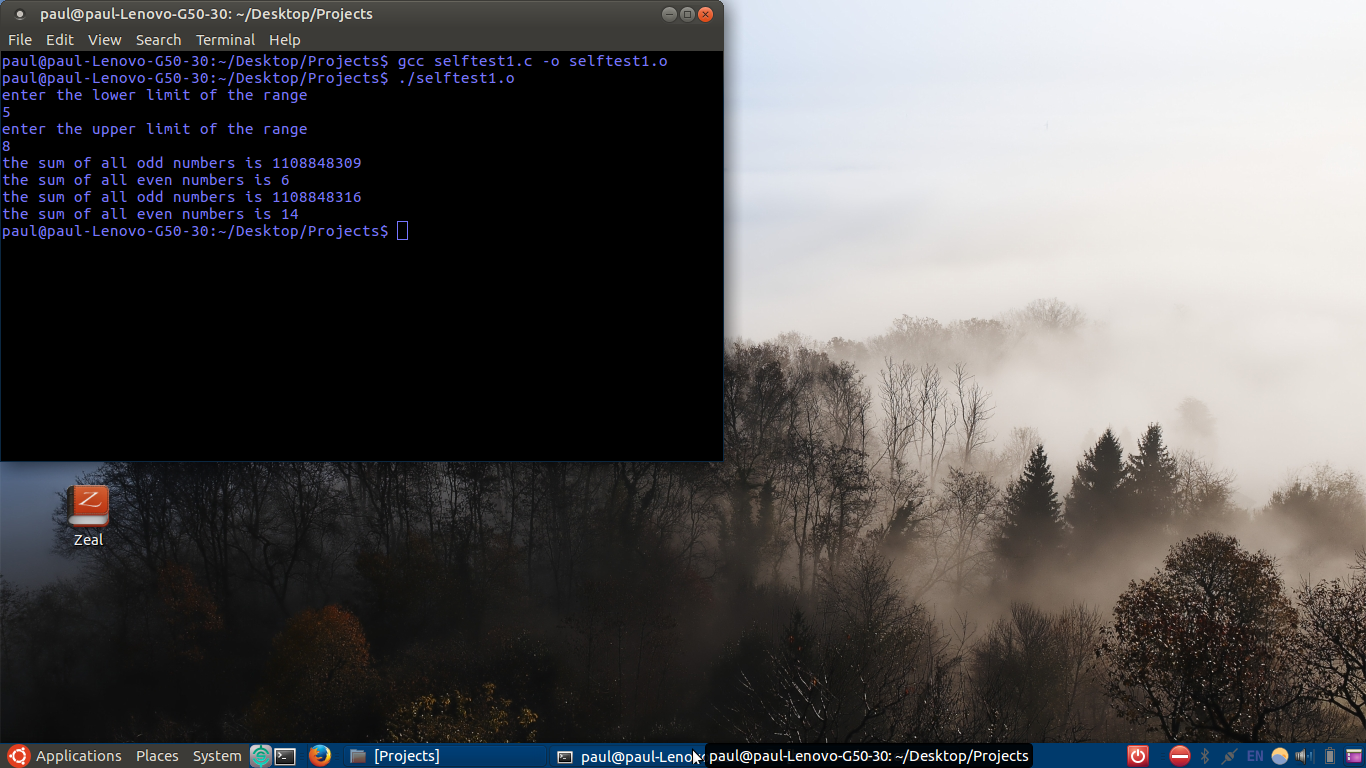 paul@paul-Lenovo-G50-30: ~/Desktop/Projects
File Edit View Search Terminal Help
paul@paul-Lenovo-G50-30:~/Desktop/Projects$ gcc selftest1.c -o selftest1.o
paul@paul-Lenovo-G50-30:~/Desktop/Projects$ ./selftest1.o
enter the lower limit of the range
5
enter the upper limit of the range
8
the sum of all odd numbers is 1108848309
the sum of all even numbers is 6
the sum of all odd numbers is 1108848316
the sum of all even numbers is 14
paul@paul-Lenovo-G50-30:~/Desktop/Projects$
Z
Zeal
Applications Places System [Projects] paul@paul-Leno paul@paul-Lenovo-G50-30: ~/Desktop/Projects EN